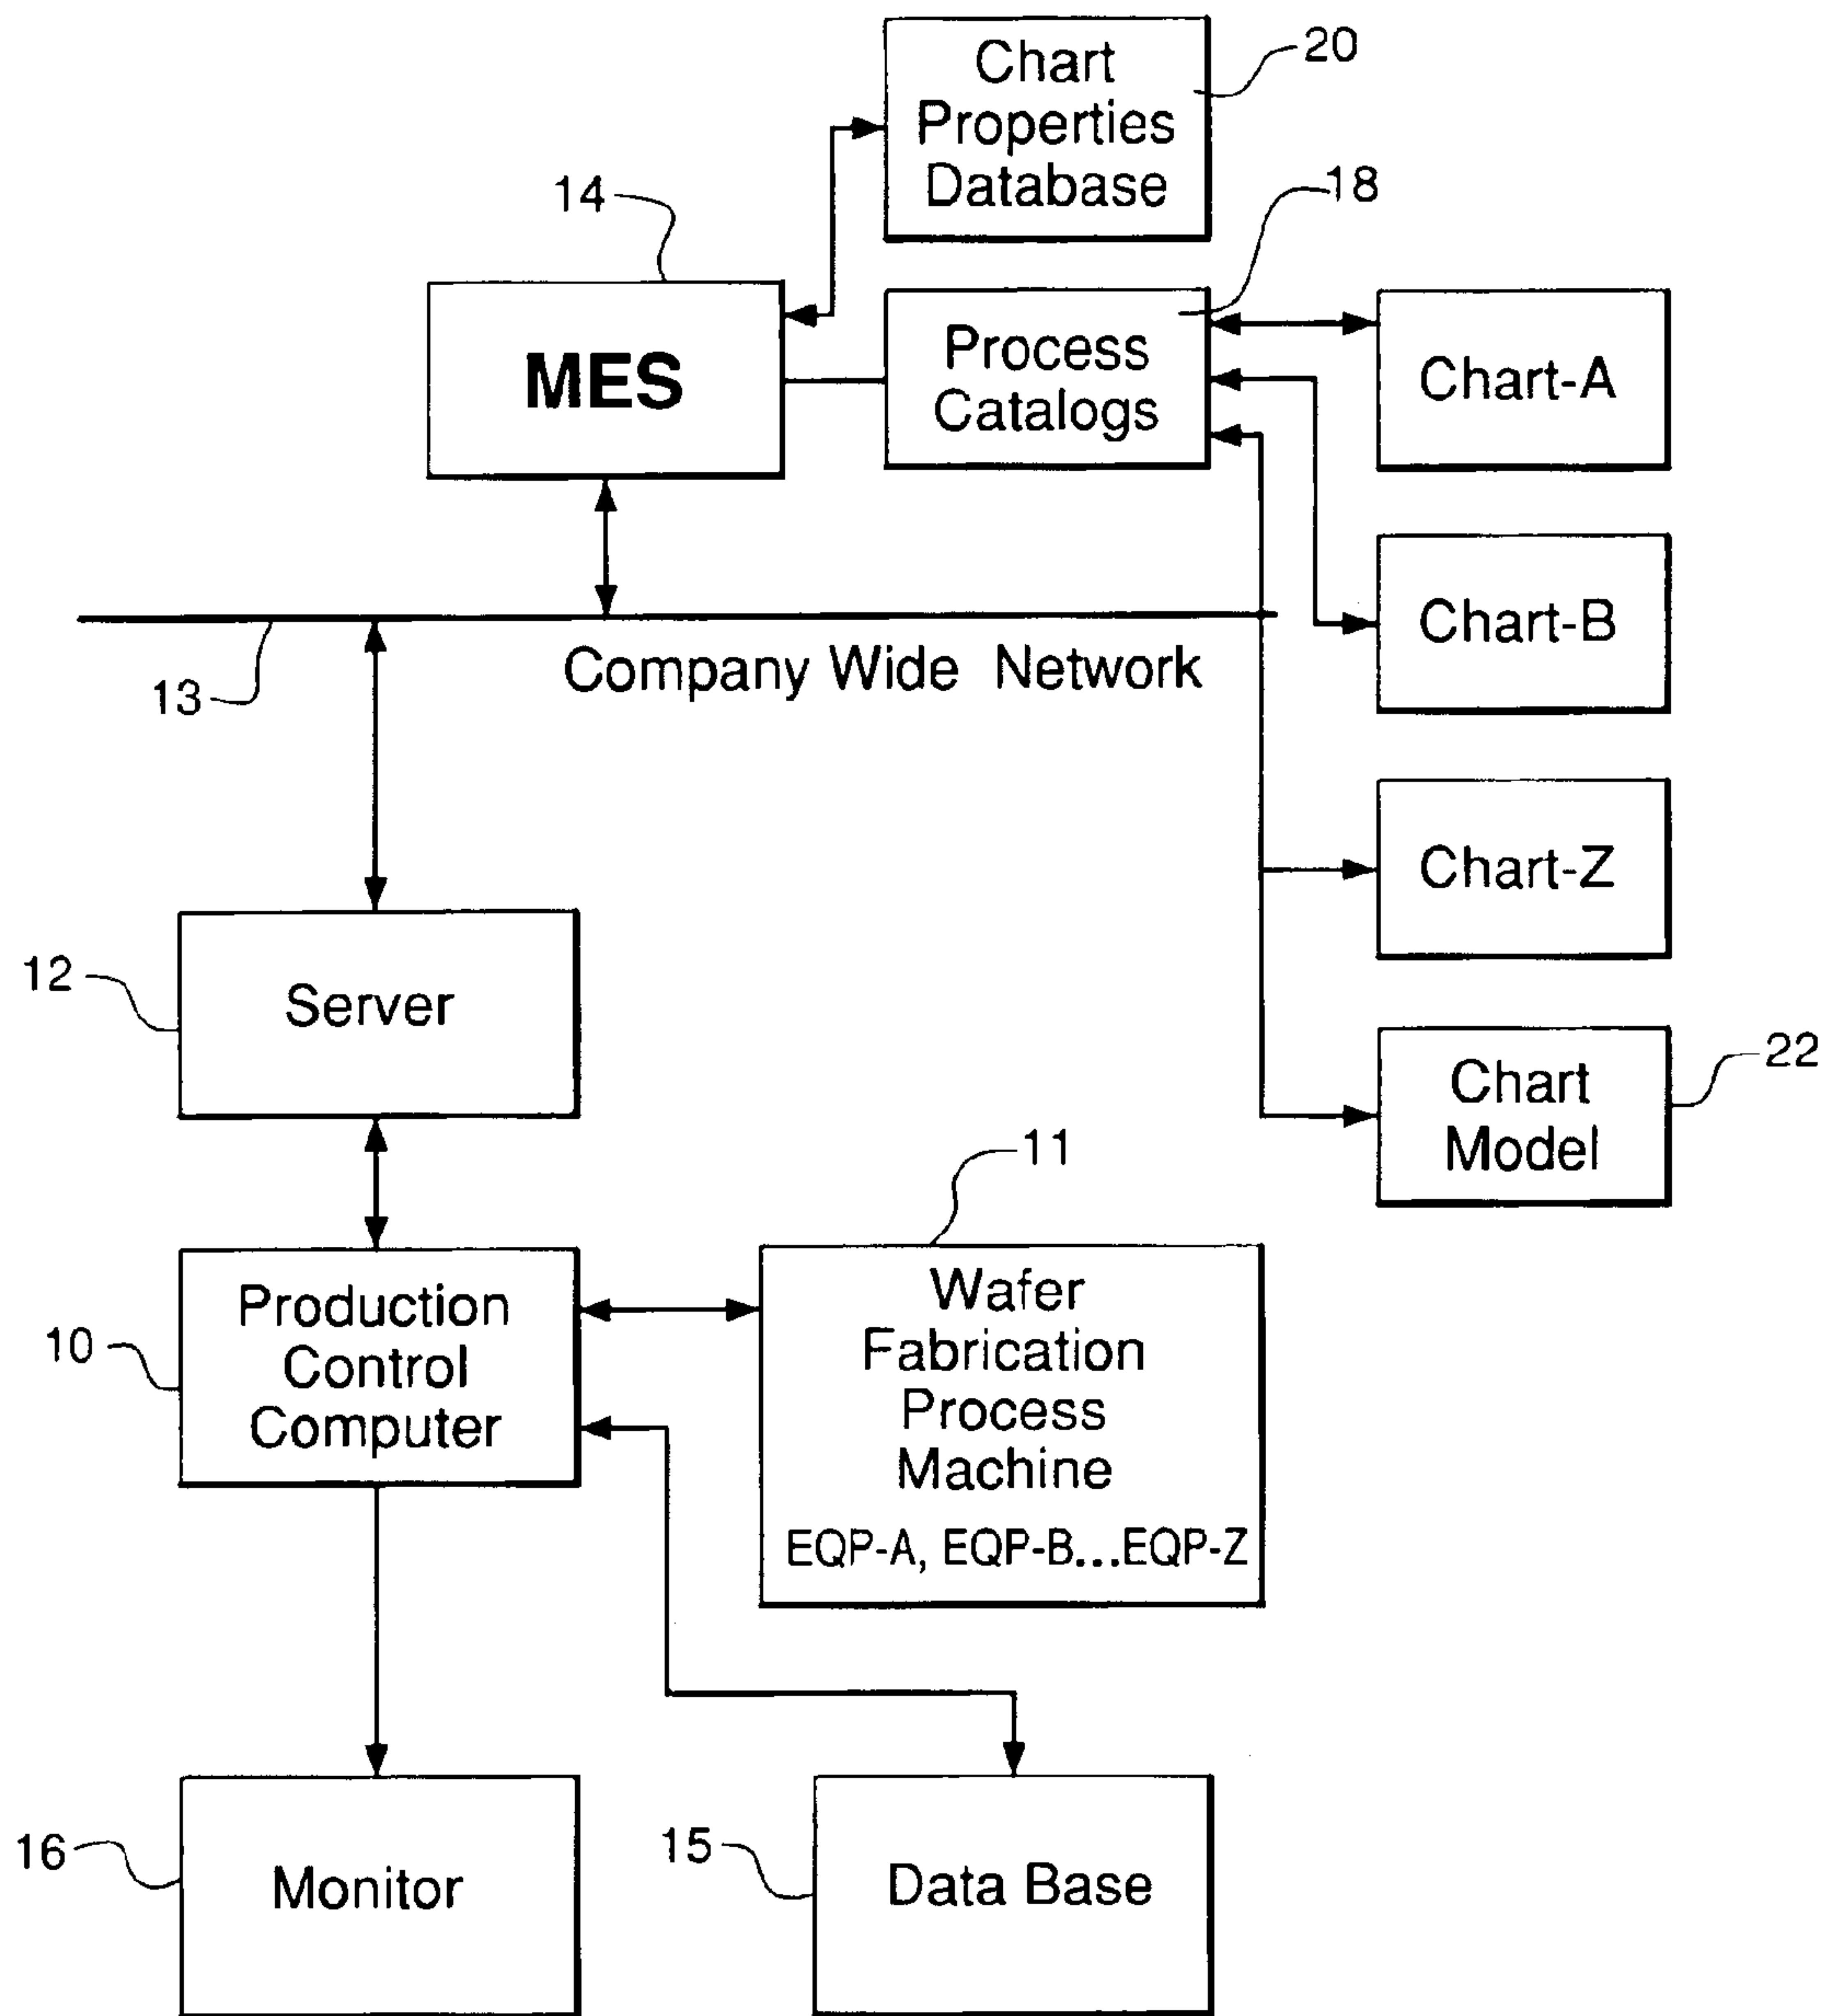 Chart
Properties
Database
20
14
18
MES
Process
Catalogs
Chart-A
Chart-B
13
Company Wide Network
Chart-Z
12
Server
Chart
Model
22
11
10
Production
Control
Computer
Wafer
Fabrication
Process
Machine
EQP-A, EQP-B...EQP-Z
16
Monitor
15
Data Base